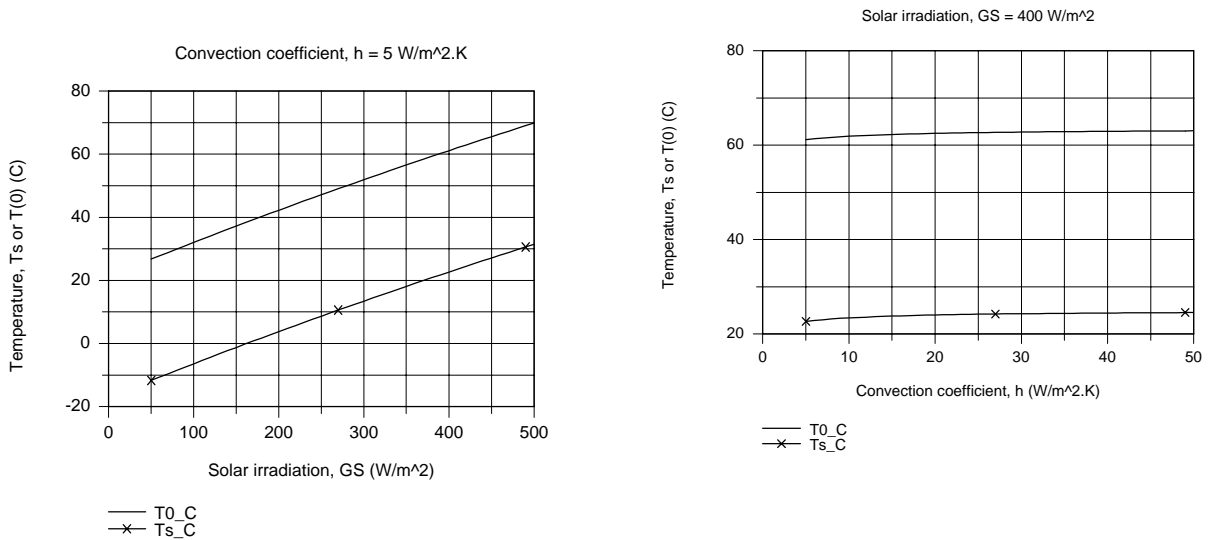 Convection coefficient, h = 5 W/m^2.K
Temperature, Ts or T(0) (C)
80
60
40
20
0
-20
0 100 200 300 400 500
Solar irradiation, GS (W/m^2)
T0_C
Ts_C
Solar irradiation, GS = 400 W/m^2
Temperature, Ts or T(0) (C)
80
60
40
20
0 10 20 30 40 50
Convection coefficient, h (W/m^2.K)
T0_C
Ts_C